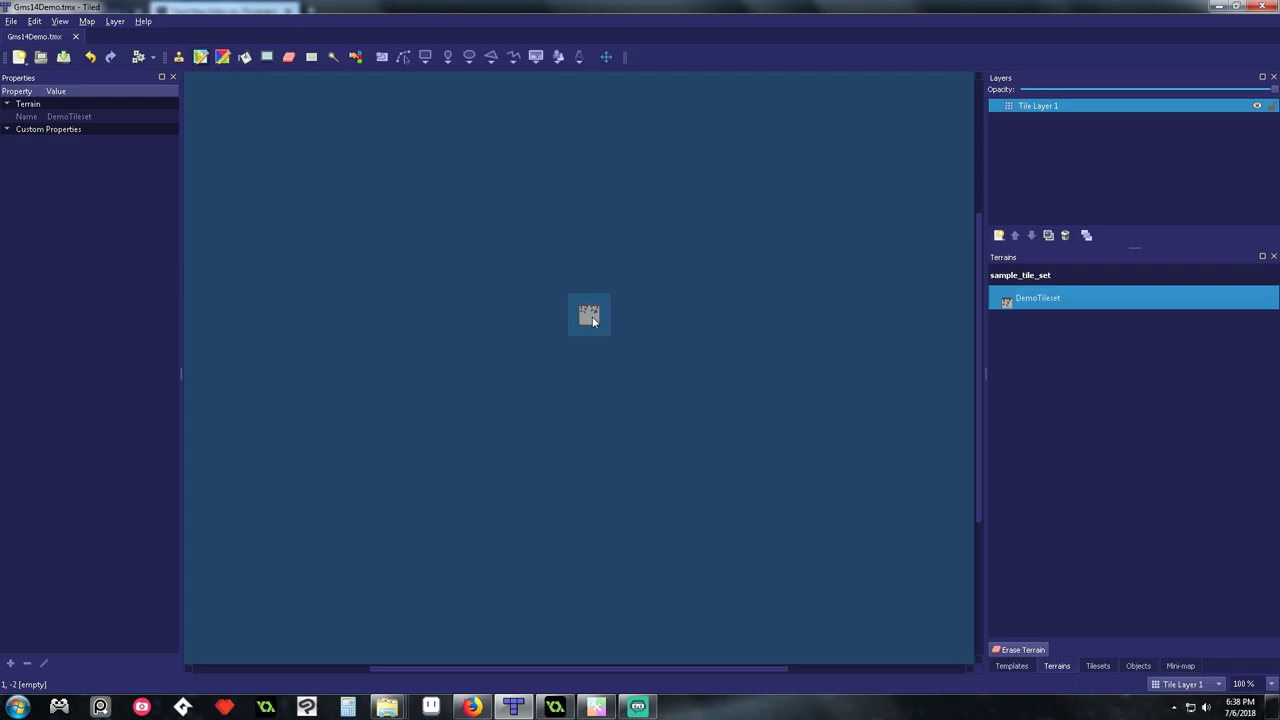 Gms14Demo.tmx - Tiled
File Edit View Map Layer Help
Gms14Demo.tmx
Properties
Property Value
Terrain
Name DemoTileset
Custom Properties
Layers
Opacity:
Tile Layer 1
Terrains
sample_tile_set
DemoTileset
Erase Terrain
Templates Terrains Tilesets Objects Mini-map
1, -2 [empty]
Tile Layer 1 100 %
6:38 PM
7/6/2018